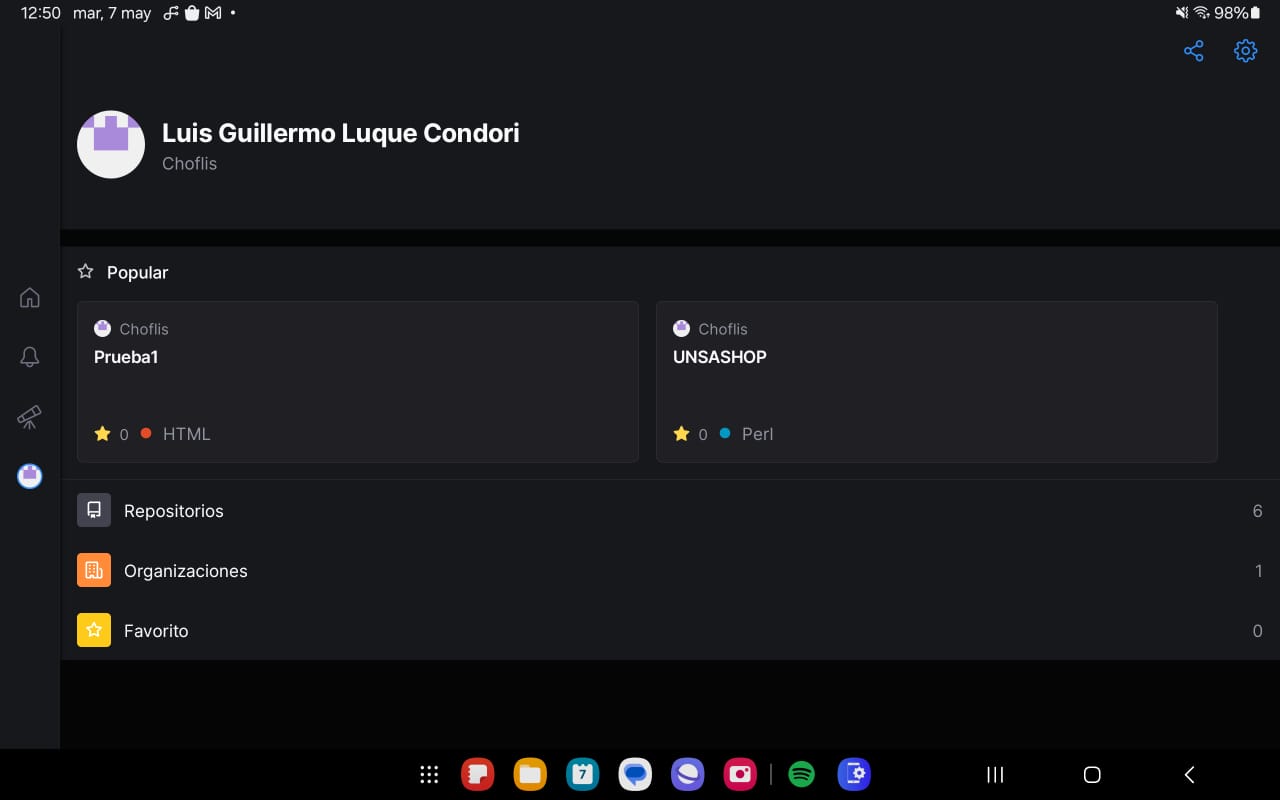 12:50 mar, 7 may
98%
Luis Guillermo Luque Condori
Choflis
Popular
Choflis
Prueba1
0 HTML
Choflis
UNSASHOP
0 Perl
Repositorios 6
Organizaciones 1
Favorito 0
7